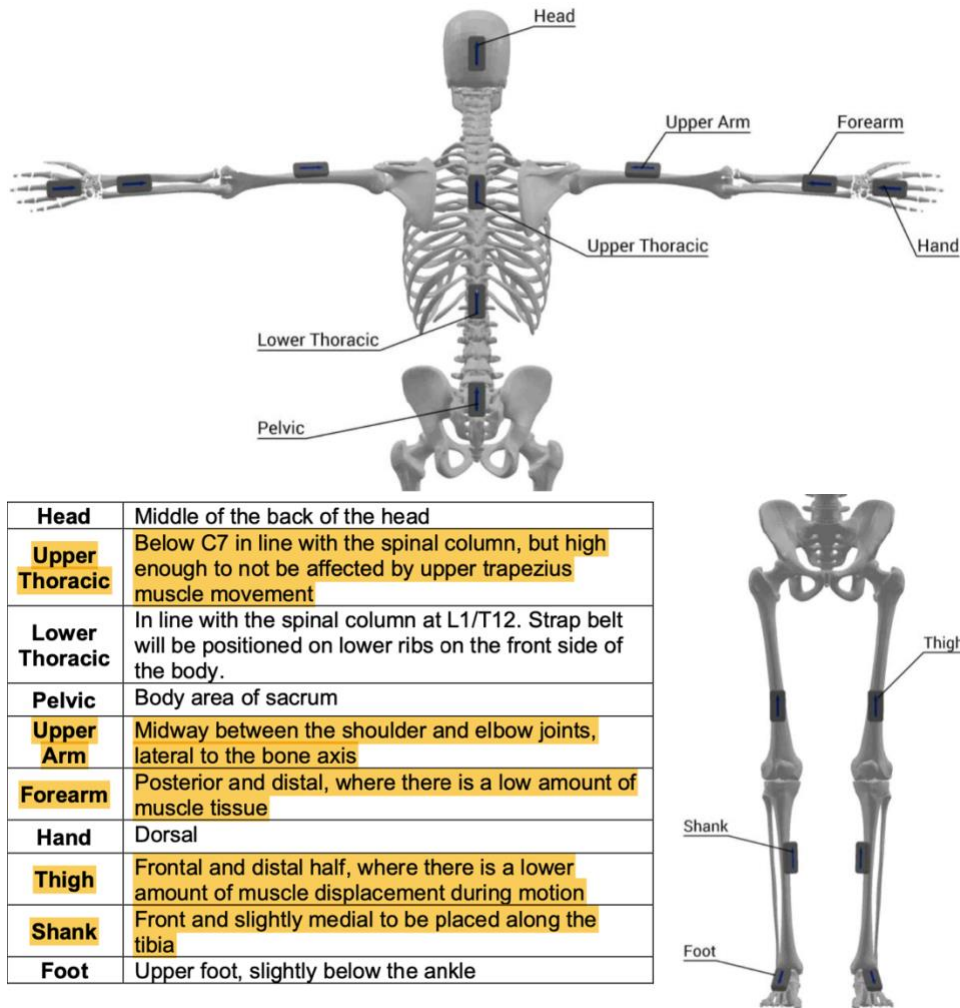 Head
Upper Arm
Forearm
Upper Thoracic
Hand
Lower Thoracic
Pelvic
Head
Middle of the back of the head
Upper
Thoracic
Below C7 in line with the spinal column, but high
enough to not be affected by upper trapezius
muscle movement
Lower
Thoracic
In line with the spinal column at L1/T12. Strap belt
will be positioned on lower ribs on the front side of
the body.
Pelvic
Body area of sacrum
Upper
Arm
Midway between the shoulder and elbow joints,
lateral to the bone axis
Forearm
Posterior and distal, where there is a low amount of
muscle tissue
Hand
Dorsal
Thigh
Frontal and distal half, where there is a lower
amount of muscle displacement during motion
Shank
Front and slightly medial to be placed along the
tibia
Foot
Upper foot, slightly below the ankle
Thigh
Shank
Foot